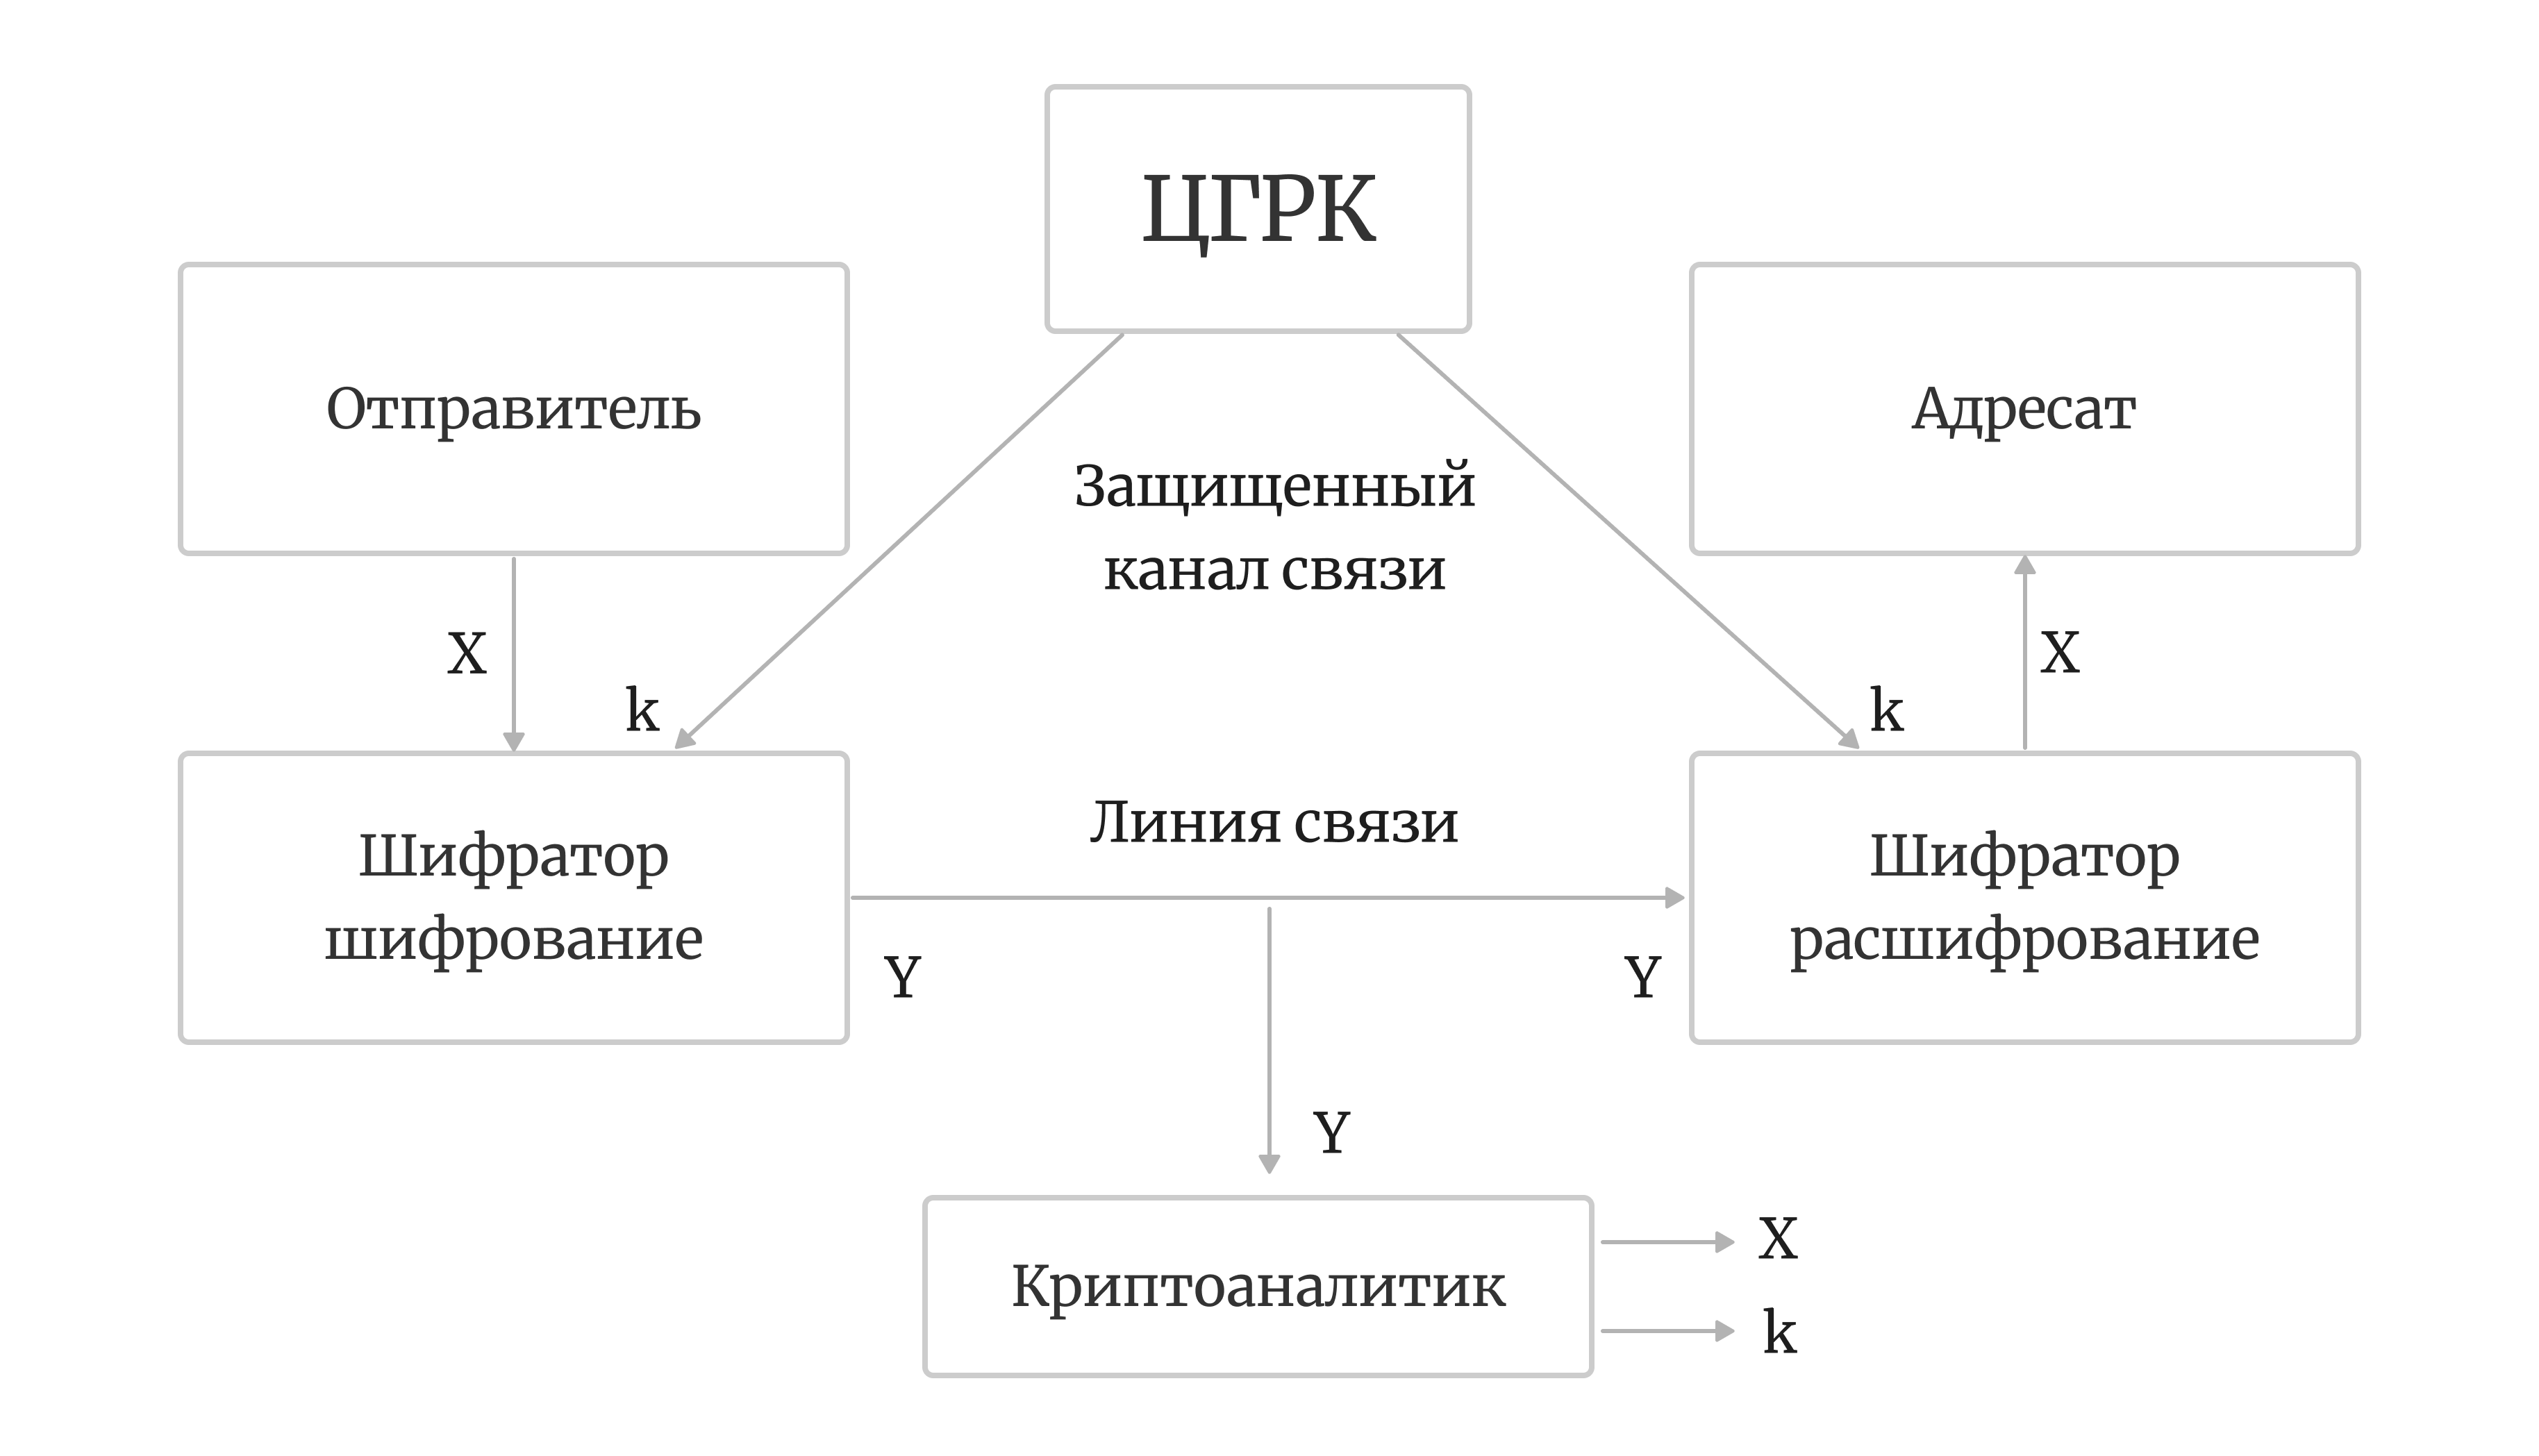 ЦГРК
Отправитель
Адресат
Защищенный
канал связи
X
X
k
k
Шифратор
шифрование
Линия связи
Шифратор
расшифрование
Y
Y
Y
Криптоаналитик
X
k